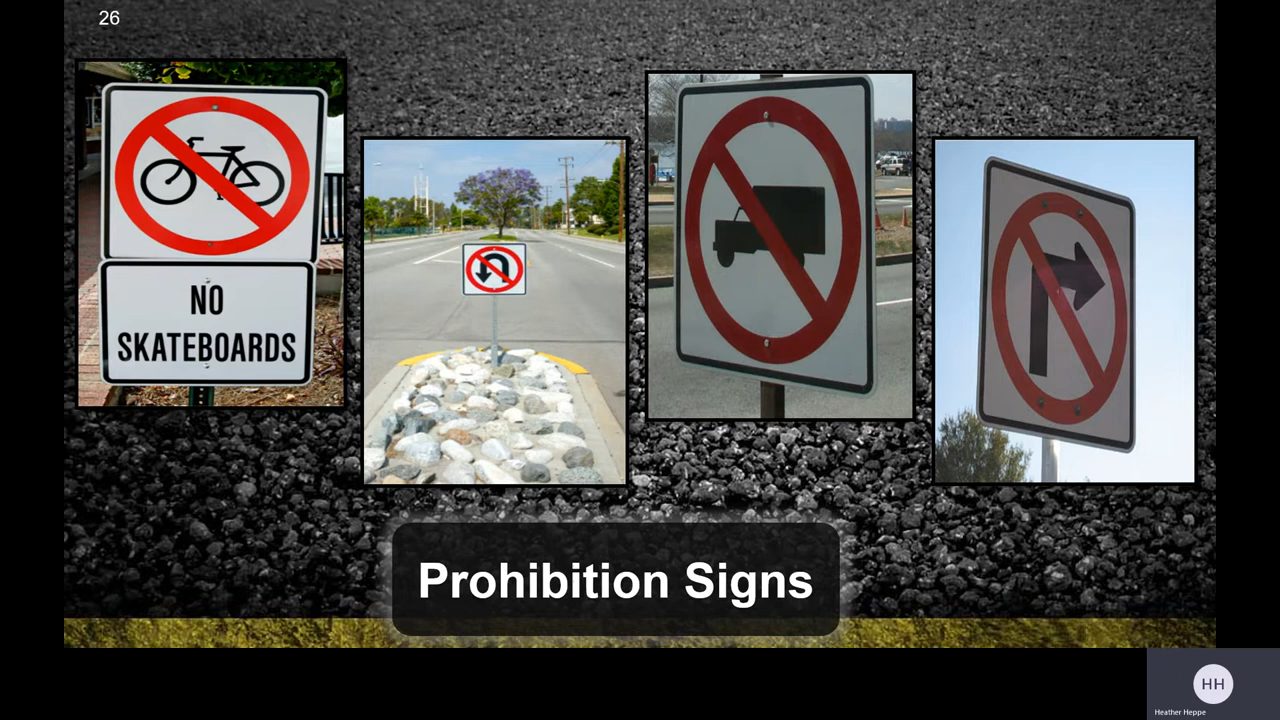 26
NO
SKATEBOARDS
Prohibition Signs
HH
Heather Heppe